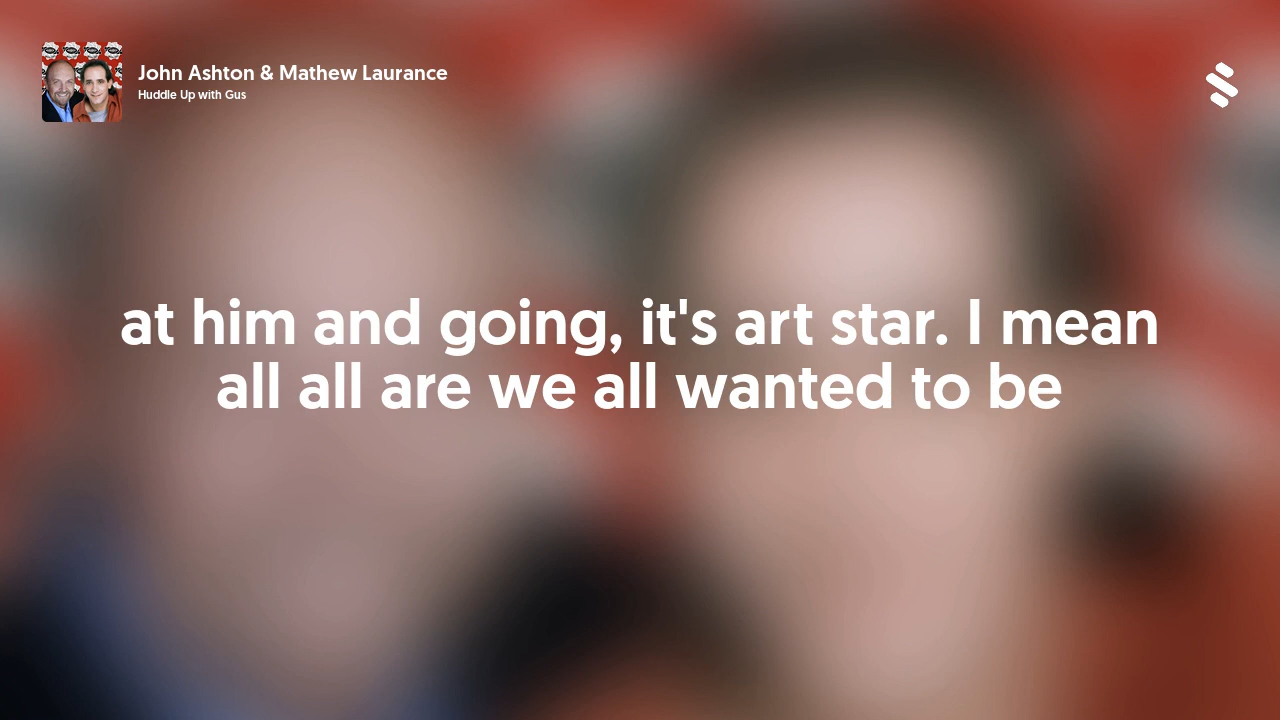 John Ashton & Mathew Laurance
Huddle Up with Gus
at him and going, it's art star. I mean
all all are we all wanted to be